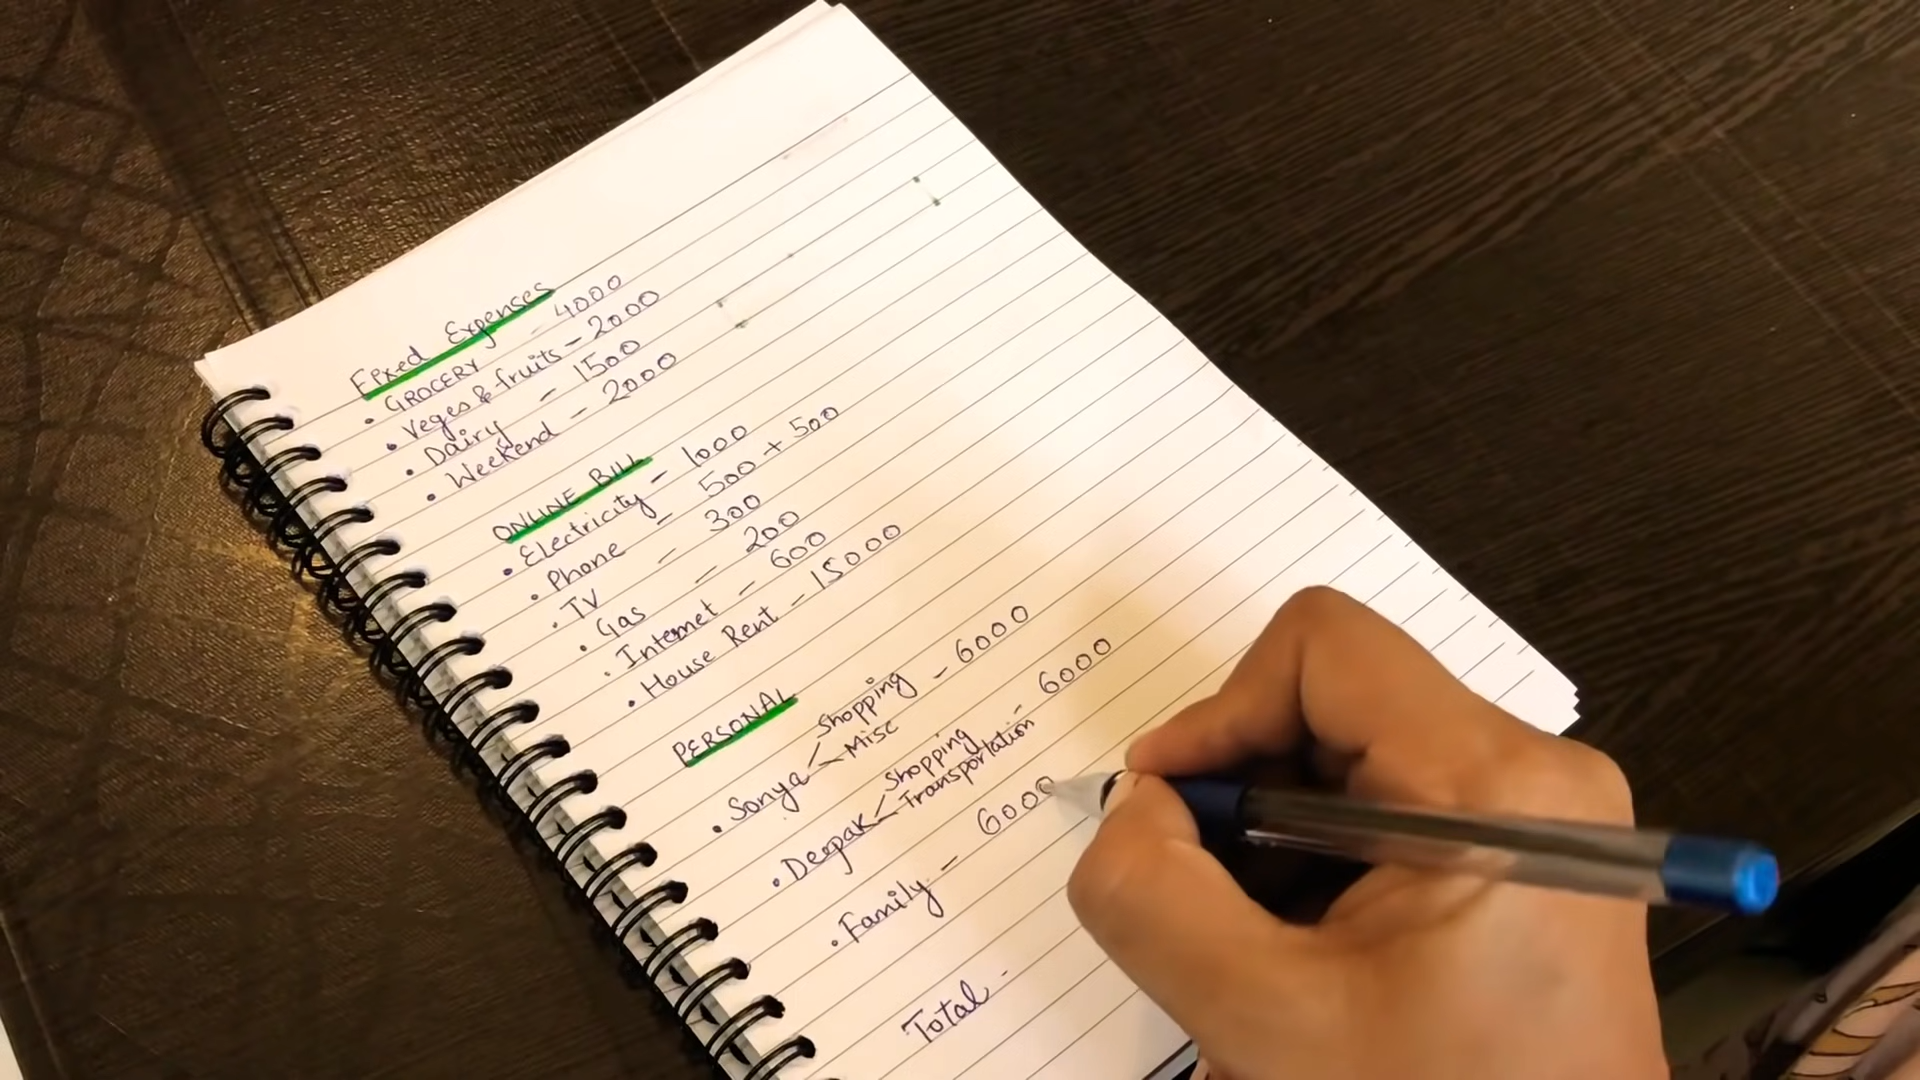 Fixed Expenses
• GROCERY - 4000
• Veges & fruits - 2000
• Dairy - 1500
• Weekend - 2000
ONLINE BILL
• Electricity - 1000
• Phone - 500 + 500
• TV - 300
• Gas - 200
• Internet - 600
• House Rent - 15000
PERSONAL
• Sonya Shopping - 6000
Misc
• Deepak Shopping
Transportation - 6000
• Family - 6000
Total -